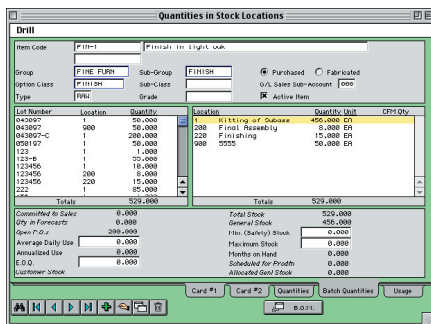 Quantities in Stock Locations
Drill
Item Code FIN-1 Finish in light oak
Group FINE FURN Sub-Group FINISH Purchased Fabricated
Option Class FINISH Sub-Class G/L Sales Sub-Account 000
Type RAW Grade Active Item
Lot Number Location Quantity
043097 1 50.000
043097 900 50.000
043097-C 1 200.000
050197 1 50.000
123 1 1.000
123-B 1 55.000
123456 1 10.000
123456 200 8.000
123456 220 15.000
222 1 85.000
Totals 529.000
Location Quantity Unit CFM Qty
1 Kitting of Subass 456.000 EA
200 Final Assembly 8.000 EA
220 Finishing 15.000 EA
900 5555 50.000 EA
Totals 529.000
Committed to Sales 0.000
Qty in Forecasts 0.000
Open P.O.s 200.000
Average Daily Use 0.000
Annualized Use 0.000
E.O.Q. 0.000
Customer Stock
Total Stock 529.000
General Stock 456.000
Min. (Safety) Stock 0.000
Maximum Stock 0.000
Months on Hand 0.000
Scheduled for Prodtn 0.000
Allocated Genl Stock 0.000
Card #1 Card #2 Quantities Batch Quantities Usage
B.O.M.